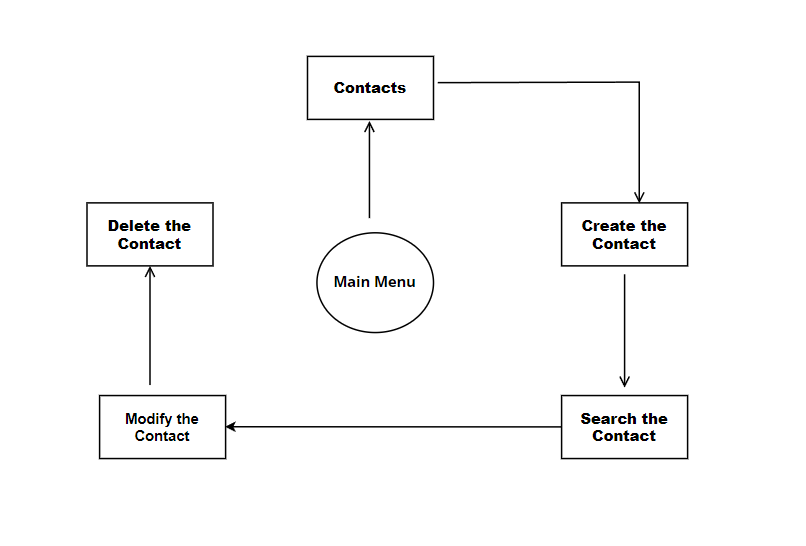 Contacts
Delete the
Contact
Create the
Contact
Main Menu
Modify the
Contact
Search the
Contact